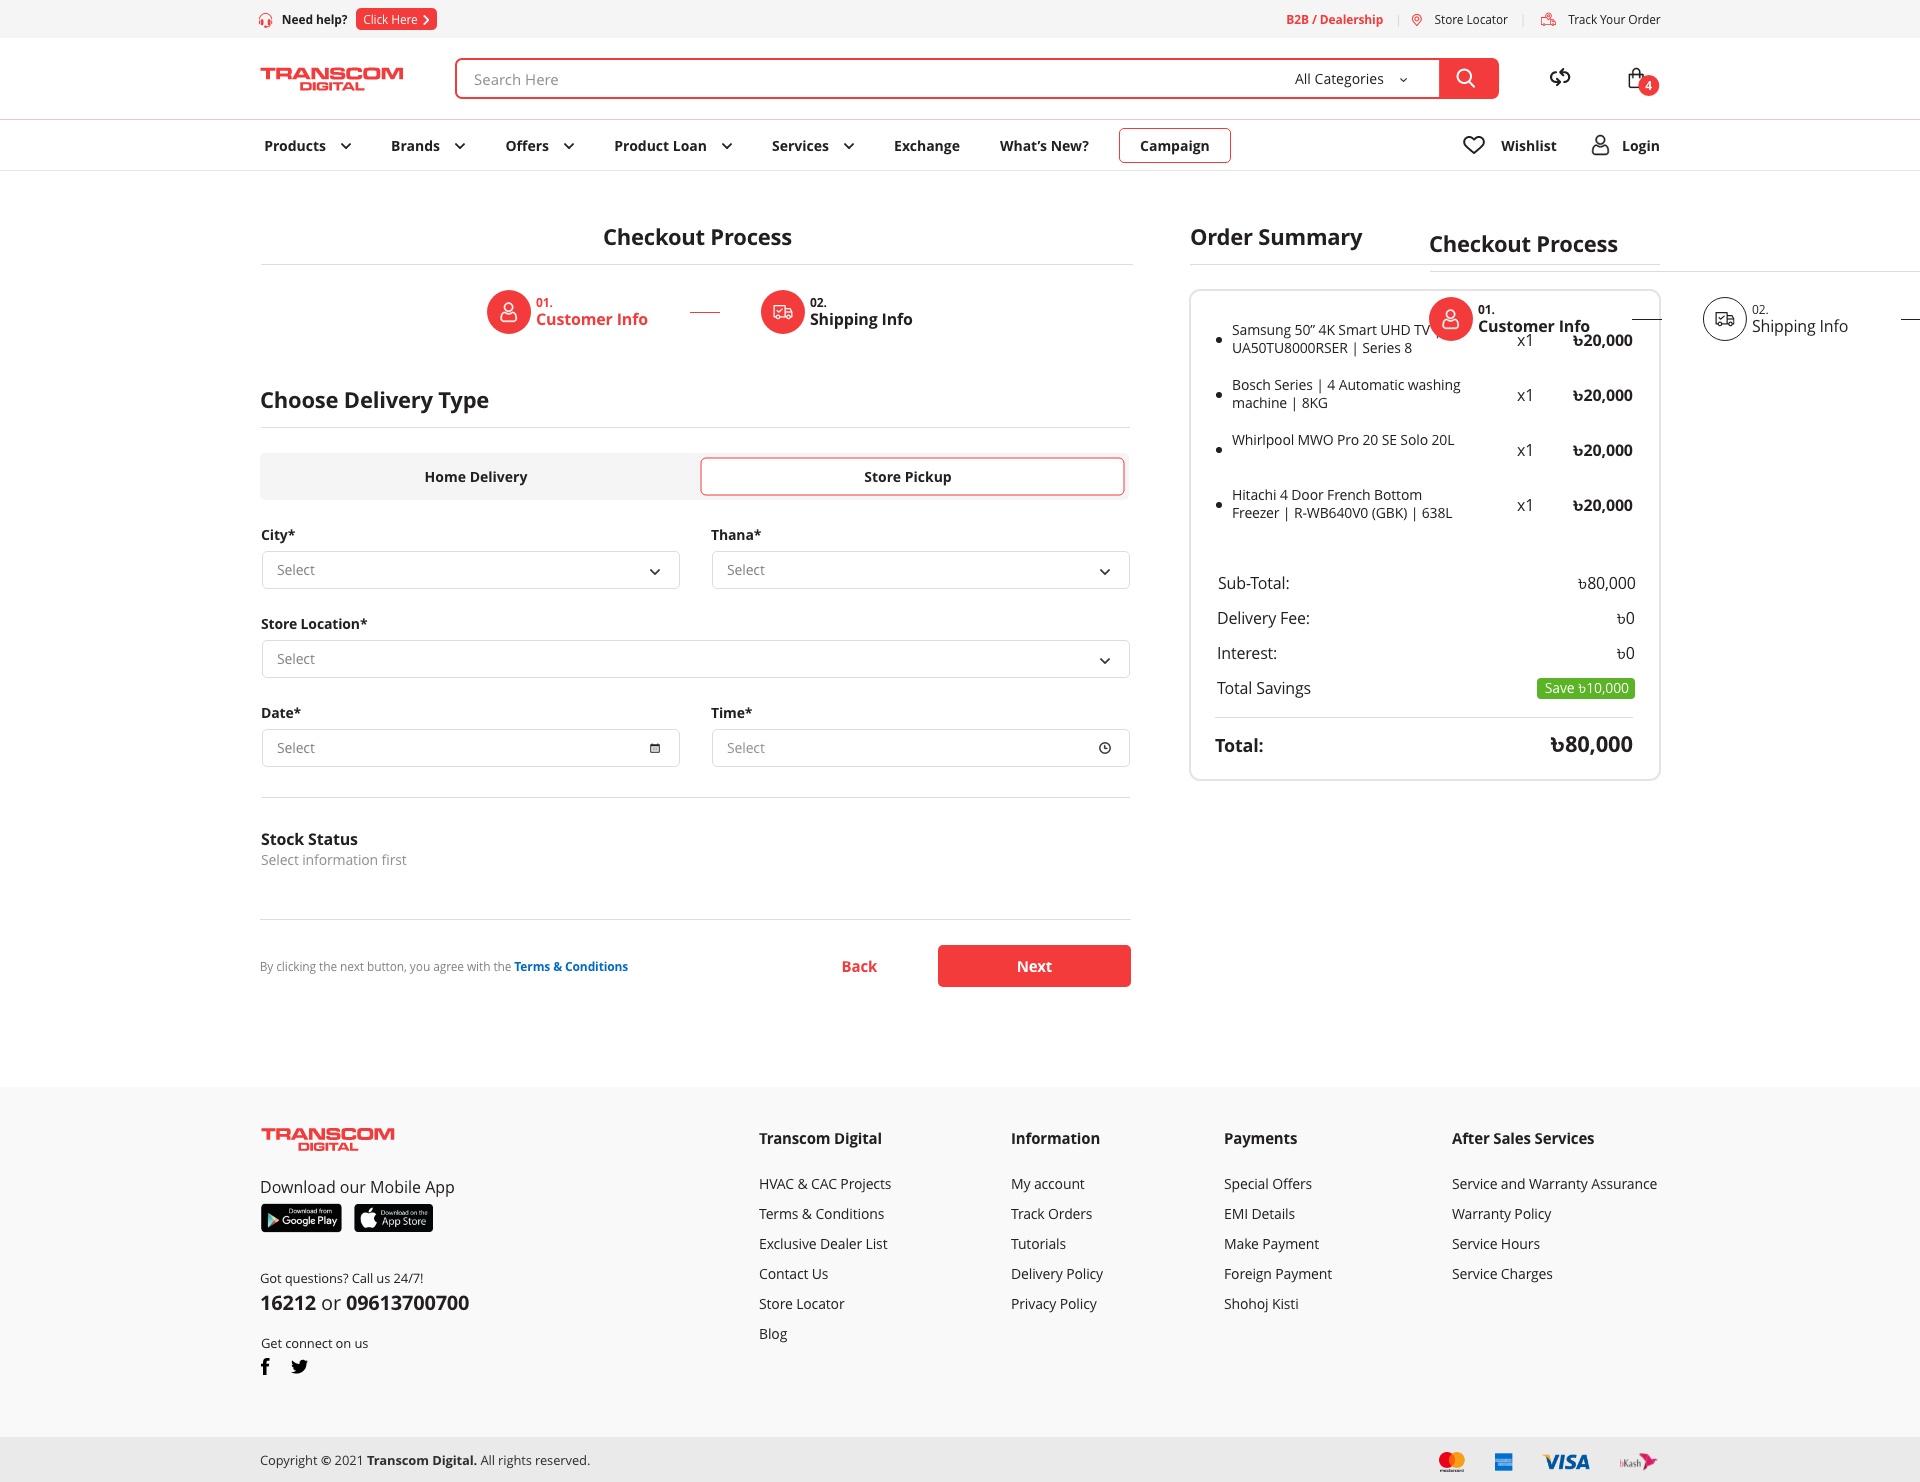 Need help? Click Here
B2B / Dealership Store Locator Track Your Order
TRANSCOM
DIGITAL
Search Here All Categories
4
Products Brands Offers Product Loan Services Exchange What's New? Campaign Wishlist Login
Checkout Process
01.
Customer Info
02.
Shipping Info
Choose Delivery Type
Home Delivery Store Pickup
City* Thana*
Select Select
Store Location*
Select
Date* Time*
Select Select
Stock Status
Select information first
By clicking the next button, you agree with the Terms & Conditions Back Next
Order Summary
Checkout Process
01.
Customer Info
02.
Shipping Info
Samsung 50” 4K Smart UHD TV
UA50TU8000RSER | Series 8 x1 ৳20,000
Bosch Series | 4 Automatic washing
machine | 8KG x1 ৳20,000
Whirlpool MWO Pro 20 SE Solo 20L x1 ৳20,000
Hitachi 4 Door French Bottom
Freezer | R-WB640V0 (GBK) | 638L x1 ৳20,000
Sub-Total: ৳80,000
Delivery Fee: ৳0
Interest: ৳0
Total Savings Save ৳10,000
Total: ৳80,000
TRANSCOM
DIGITAL
Download our Mobile App
Download from
Google Play
Download on the
App Store
Got questions? Call us 24/7!
16212 or 09613700700
Get connect on us
Transcom Digital
HVAC & CAC Projects
Terms & Conditions
Exclusive Dealer List
Contact Us
Store Locator
Blog
Information
My account
Track Orders
Tutorials
Delivery Policy
Privacy Policy
Payments
Special Offers
EMI Details
Make Payment
Foreign Payment
Shohoj Kisti
After Sales Services
Service and Warranty Assurance
Warranty Policy
Service Hours
Service Charges
Copyright © 2021 Transcom Digital. All rights reserved.
mastercard
VISA
bKash